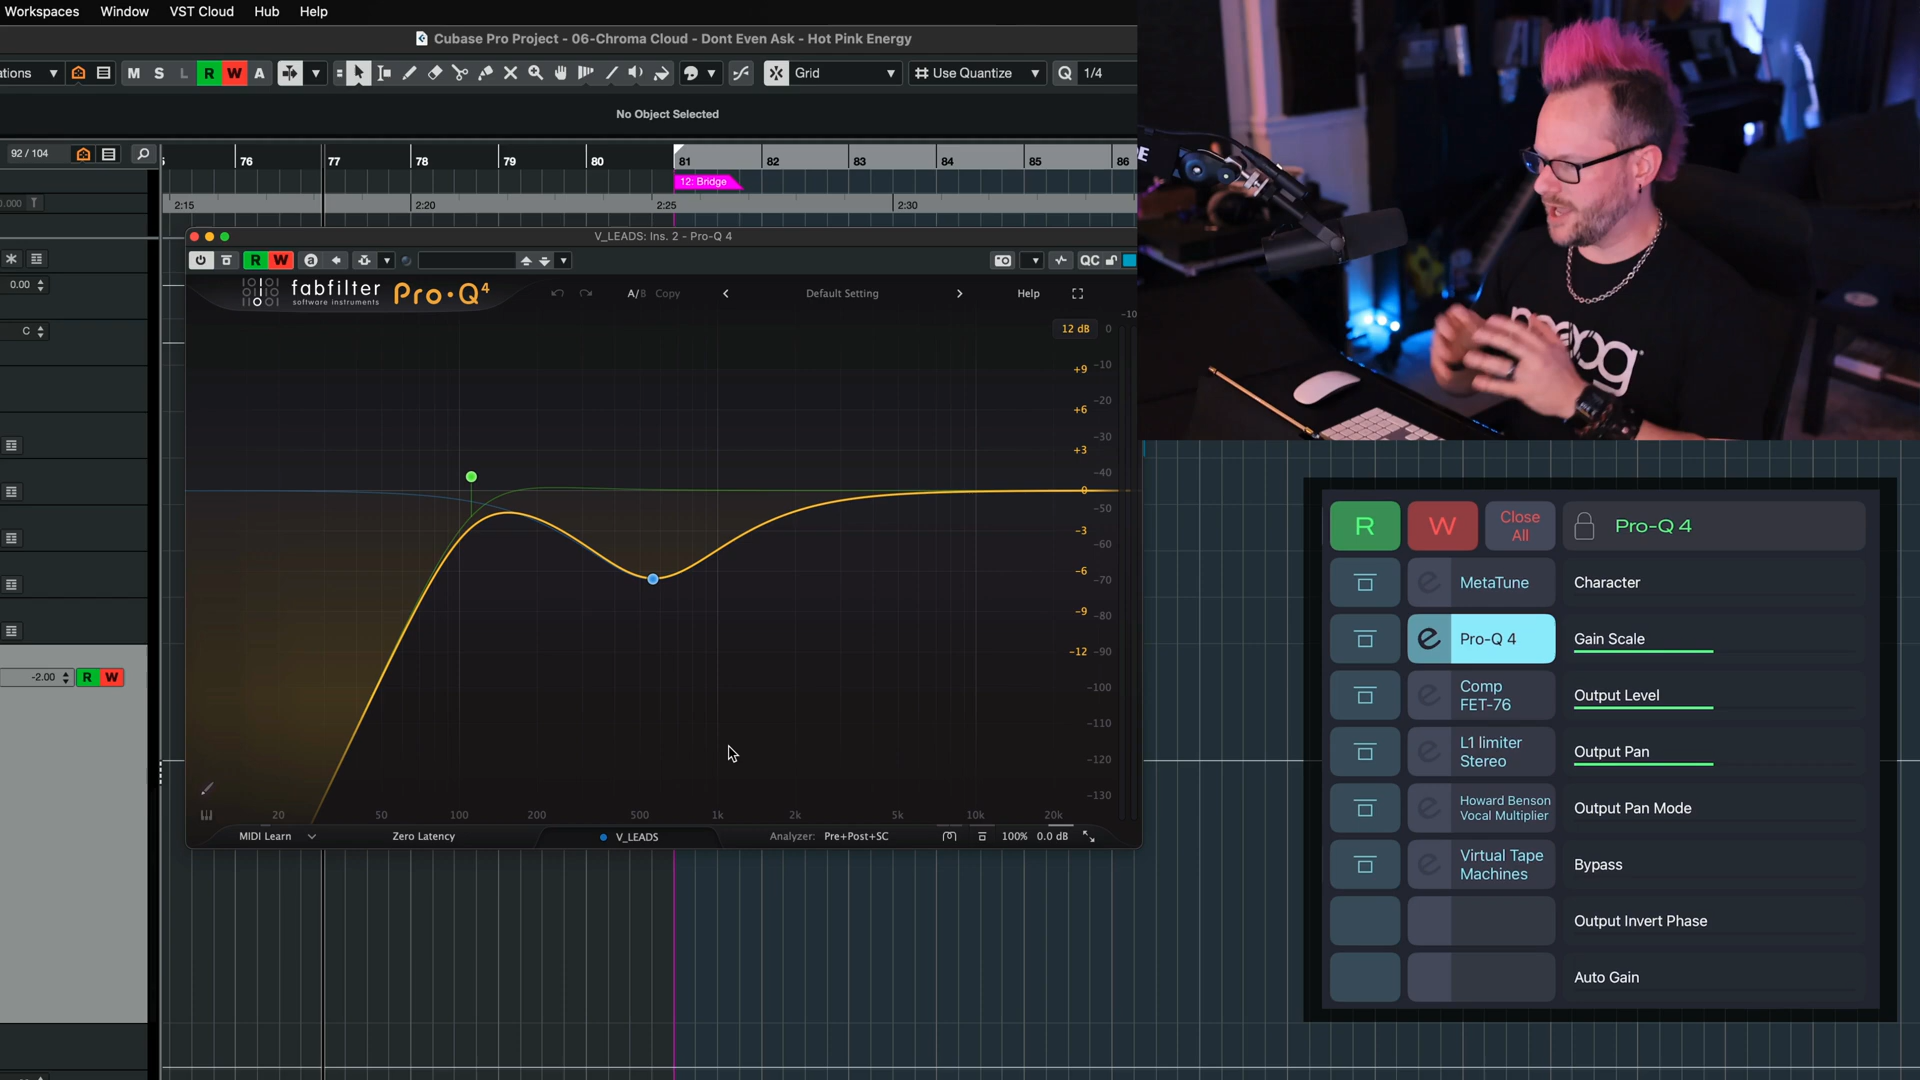 Workspaces Window VST Cloud Hub Help
Cubase Pro Project - 06-Chroma Cloud - Dont Even Ask - Hot Pink Energy
ations M S L R W A Grid Use Quantize Q 1/4
No Object Selected
92 / 104 76 77 78 79 80 81 82 83 84 85 86
12: Bridge
0.000 T 2:15 2:20 2:25 2:30
V_LEADS: Ins. 2 - Pro-Q 4
R W a QC
0.00
fabfilter Pro·Q4
software instruments
A/B Copy Default Setting Help
C
-10
12 dB 0
+9 -10
+6 -20
-30
+3 -40
0 -50
-3 -60
-6 -70
-9 -80
-12 -90
-100
-110
-120
-130
-2.00 R W
20 50 100 200 500 1k 2k 5k 10k 20k
MIDI Learn Zero Latency V_LEADS Analyzer: Pre+Post+SC 100% 0.0 dB
moog
R W Close All Pro-Q 4
MetaTune Character
e Pro-Q 4 Gain Scale
Comp FET-76 Output Level
L1 limiter Stereo Output Pan
Howard Benson Vocal Multiplier Output Pan Mode
Virtual Tape Machines Bypass
Output Invert Phase
Auto Gain